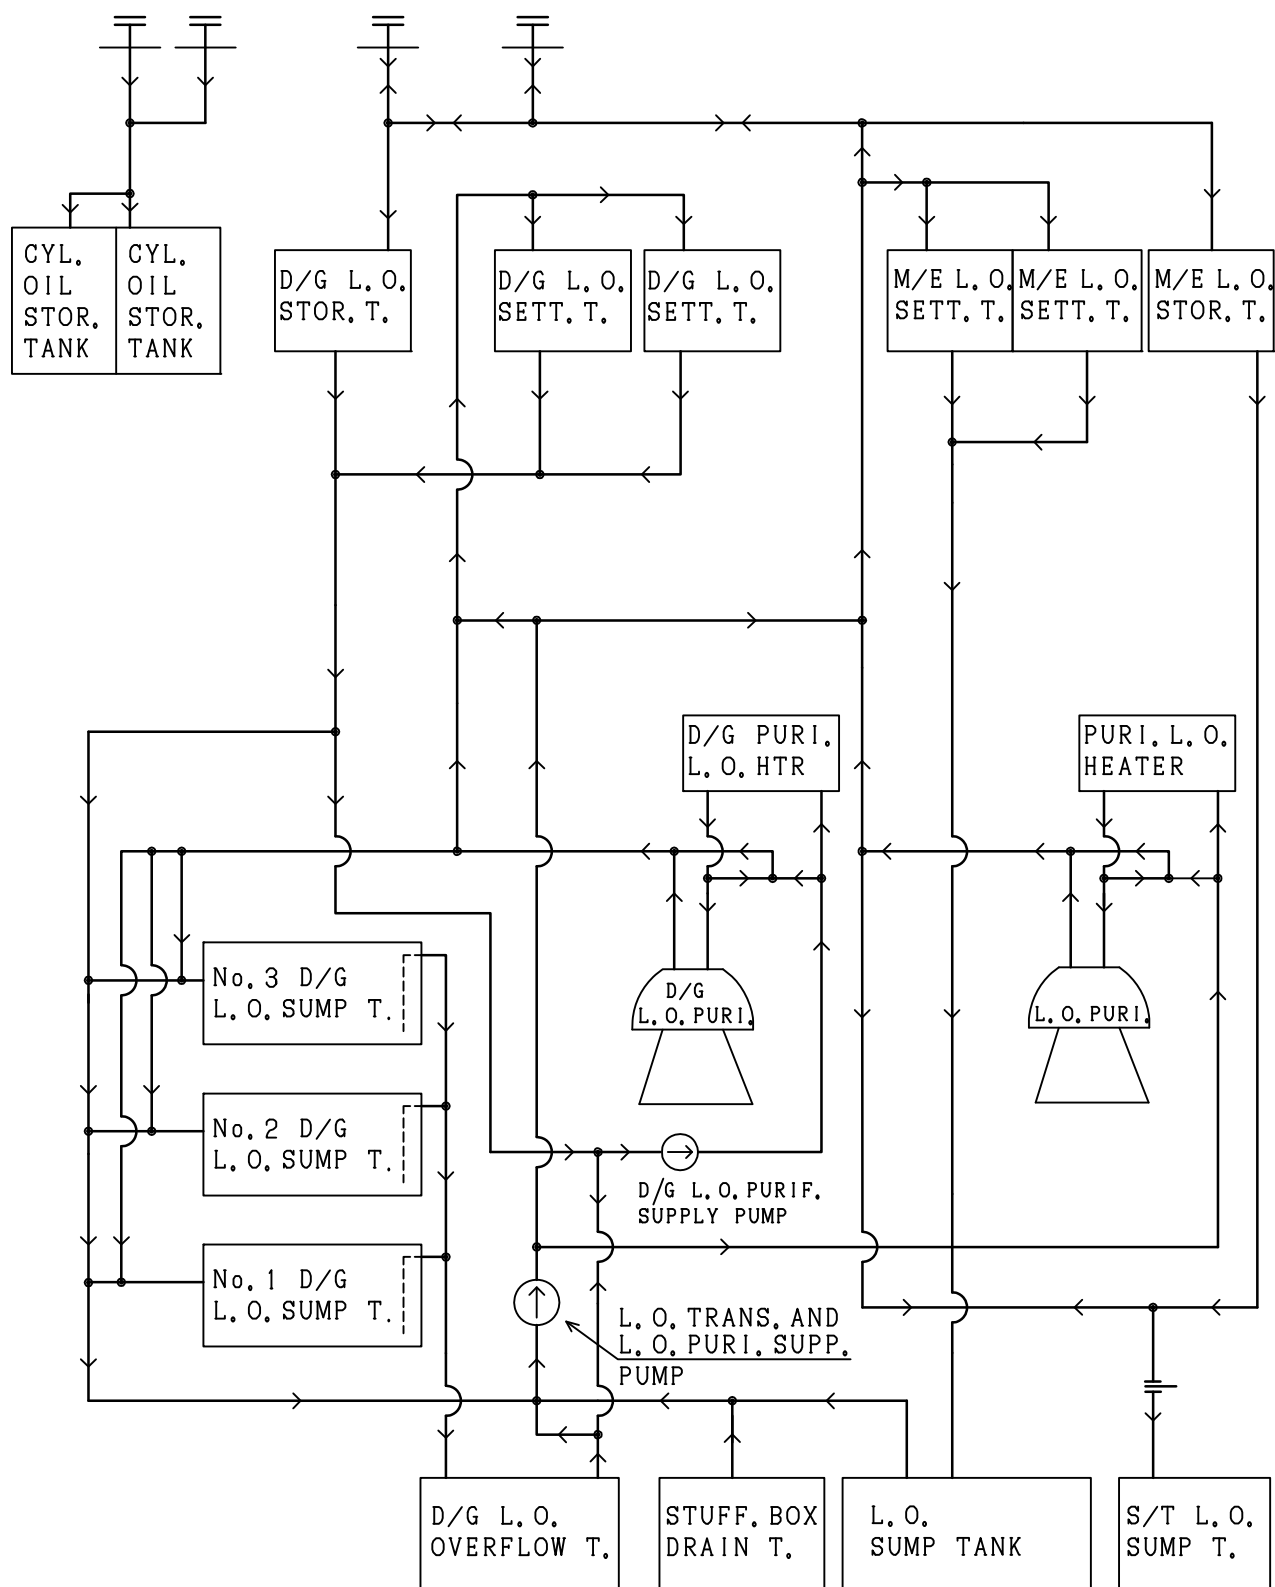 CYL.
OIL
STOR.
TANK
CYL.
OIL
STOR.
TANK
D/G L.O.
STOR.T.
D/G L.O.
SETT.T.
D/G L.O.
SETT.T.
M/E L.O.
SETT.T.
M/E L.O.
SETT.T.
M/E L.O.
STOR.T.
D/G PURI.
L.O.HTR
PURI.L.O.
HEATER
No.3 D/G
L.O.SUMP T.
D/G
L.O.PURI.
L.O.PURI.
No.2 D/G
L.O.SUMP T.
D/G L.O.PURIF.
SUPPLY PUMP
No.1 D/G
L.O.SUMP T.
L.O.TRANS.AND
L.O.PURI.SUPP.
PUMP
D/G L.O.
OVERFLOW T.
STUFF.BOX
DRAIN T.
L.O.
SUMP TANK
S/T L.O.
SUMP T.